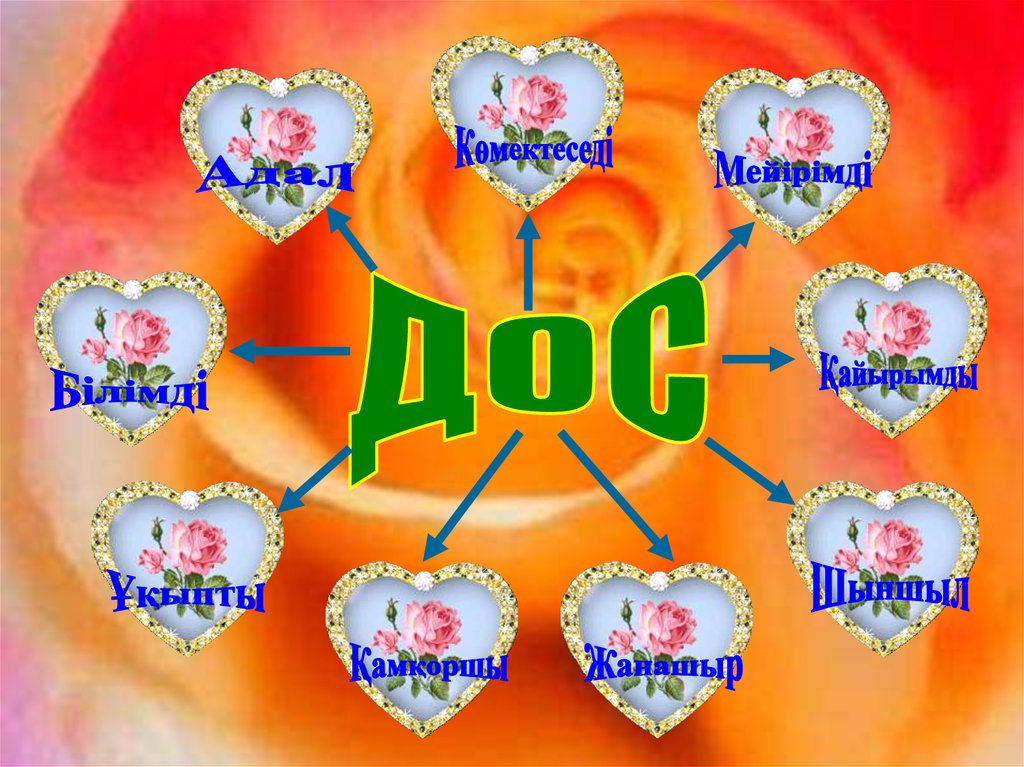 Көмектеседі
Адал
Мейірімді
дос
Білімді
Қайырымды
Ұқыпты
Шыншыл
Қамқоршы
Жанашыр